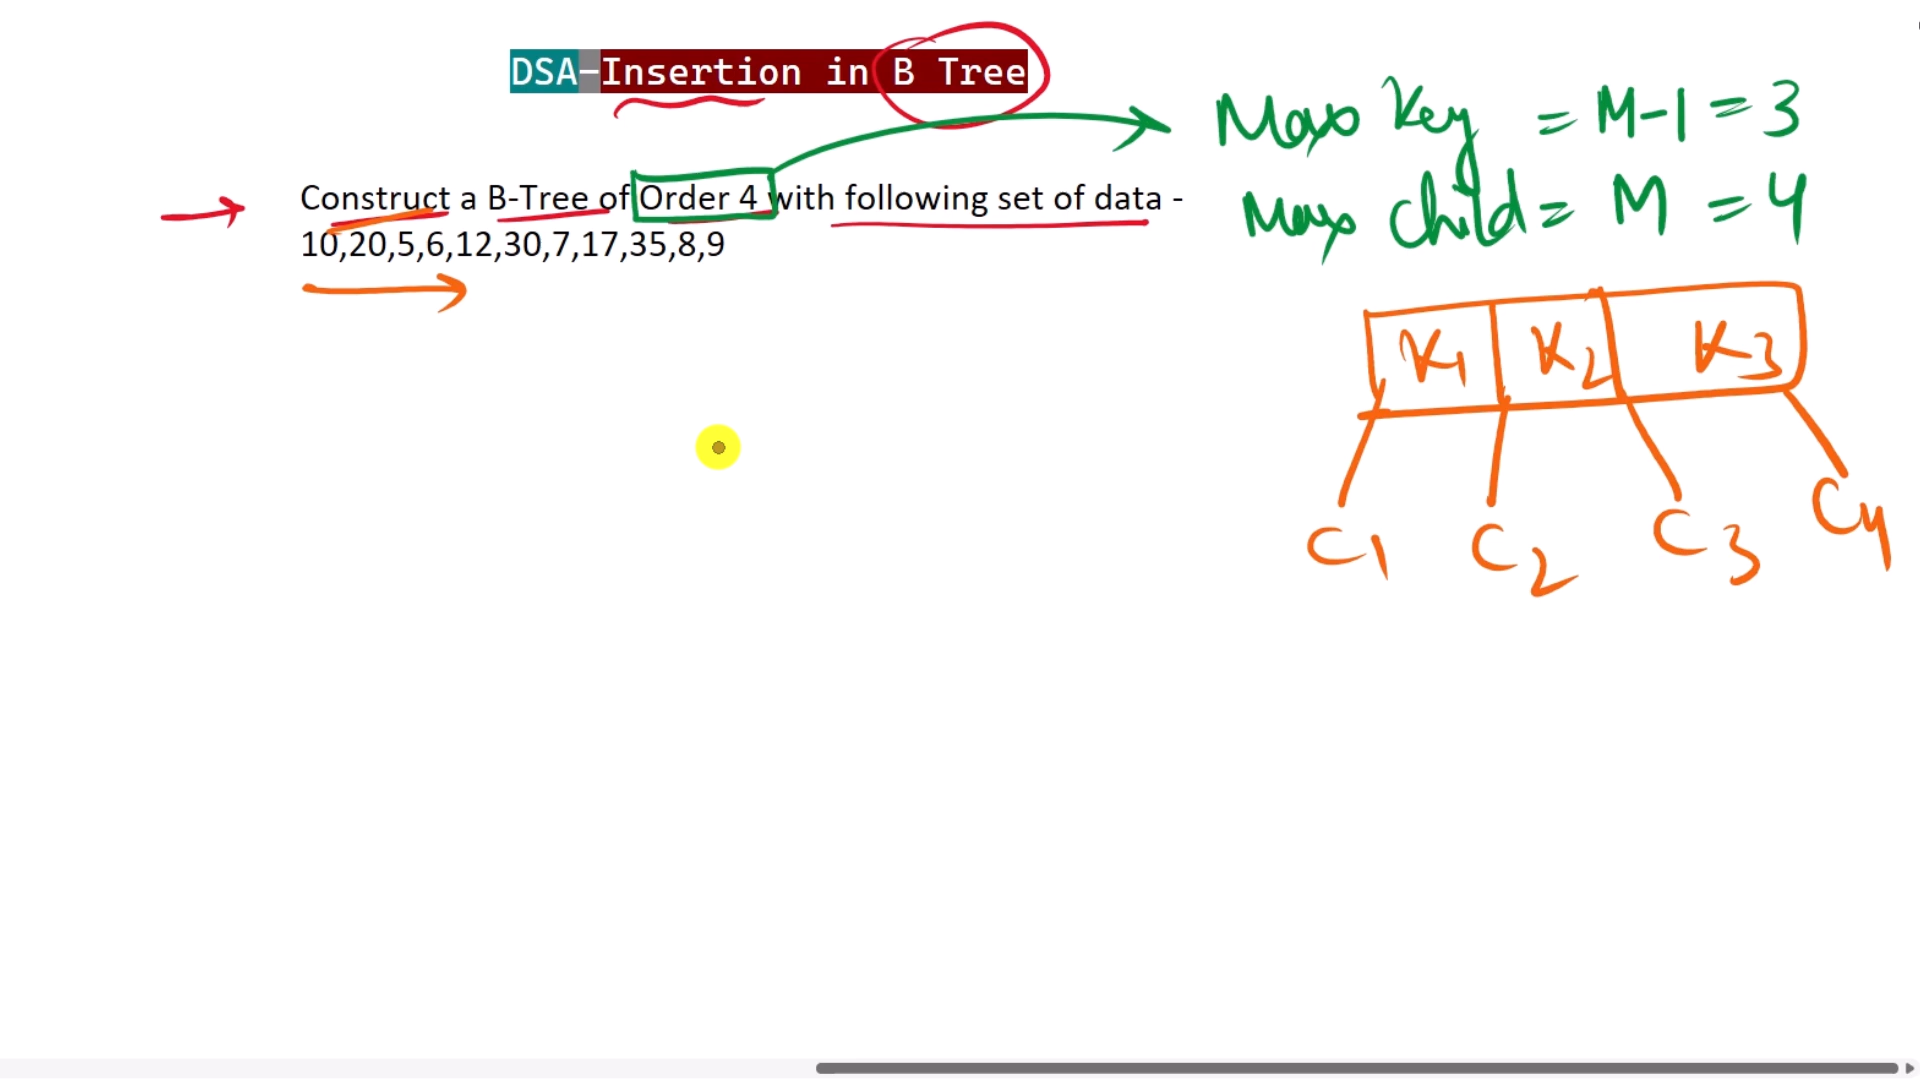 DSA-Insertion in B Tree
Max Key = M-1 = 3
Construct a B-Tree of Order 4 with following set of data -
Max Child = M = 4
10,20,5,6,12,30,7,17,35,8,9
K1 K2 K3
C1 C2 C3 C4